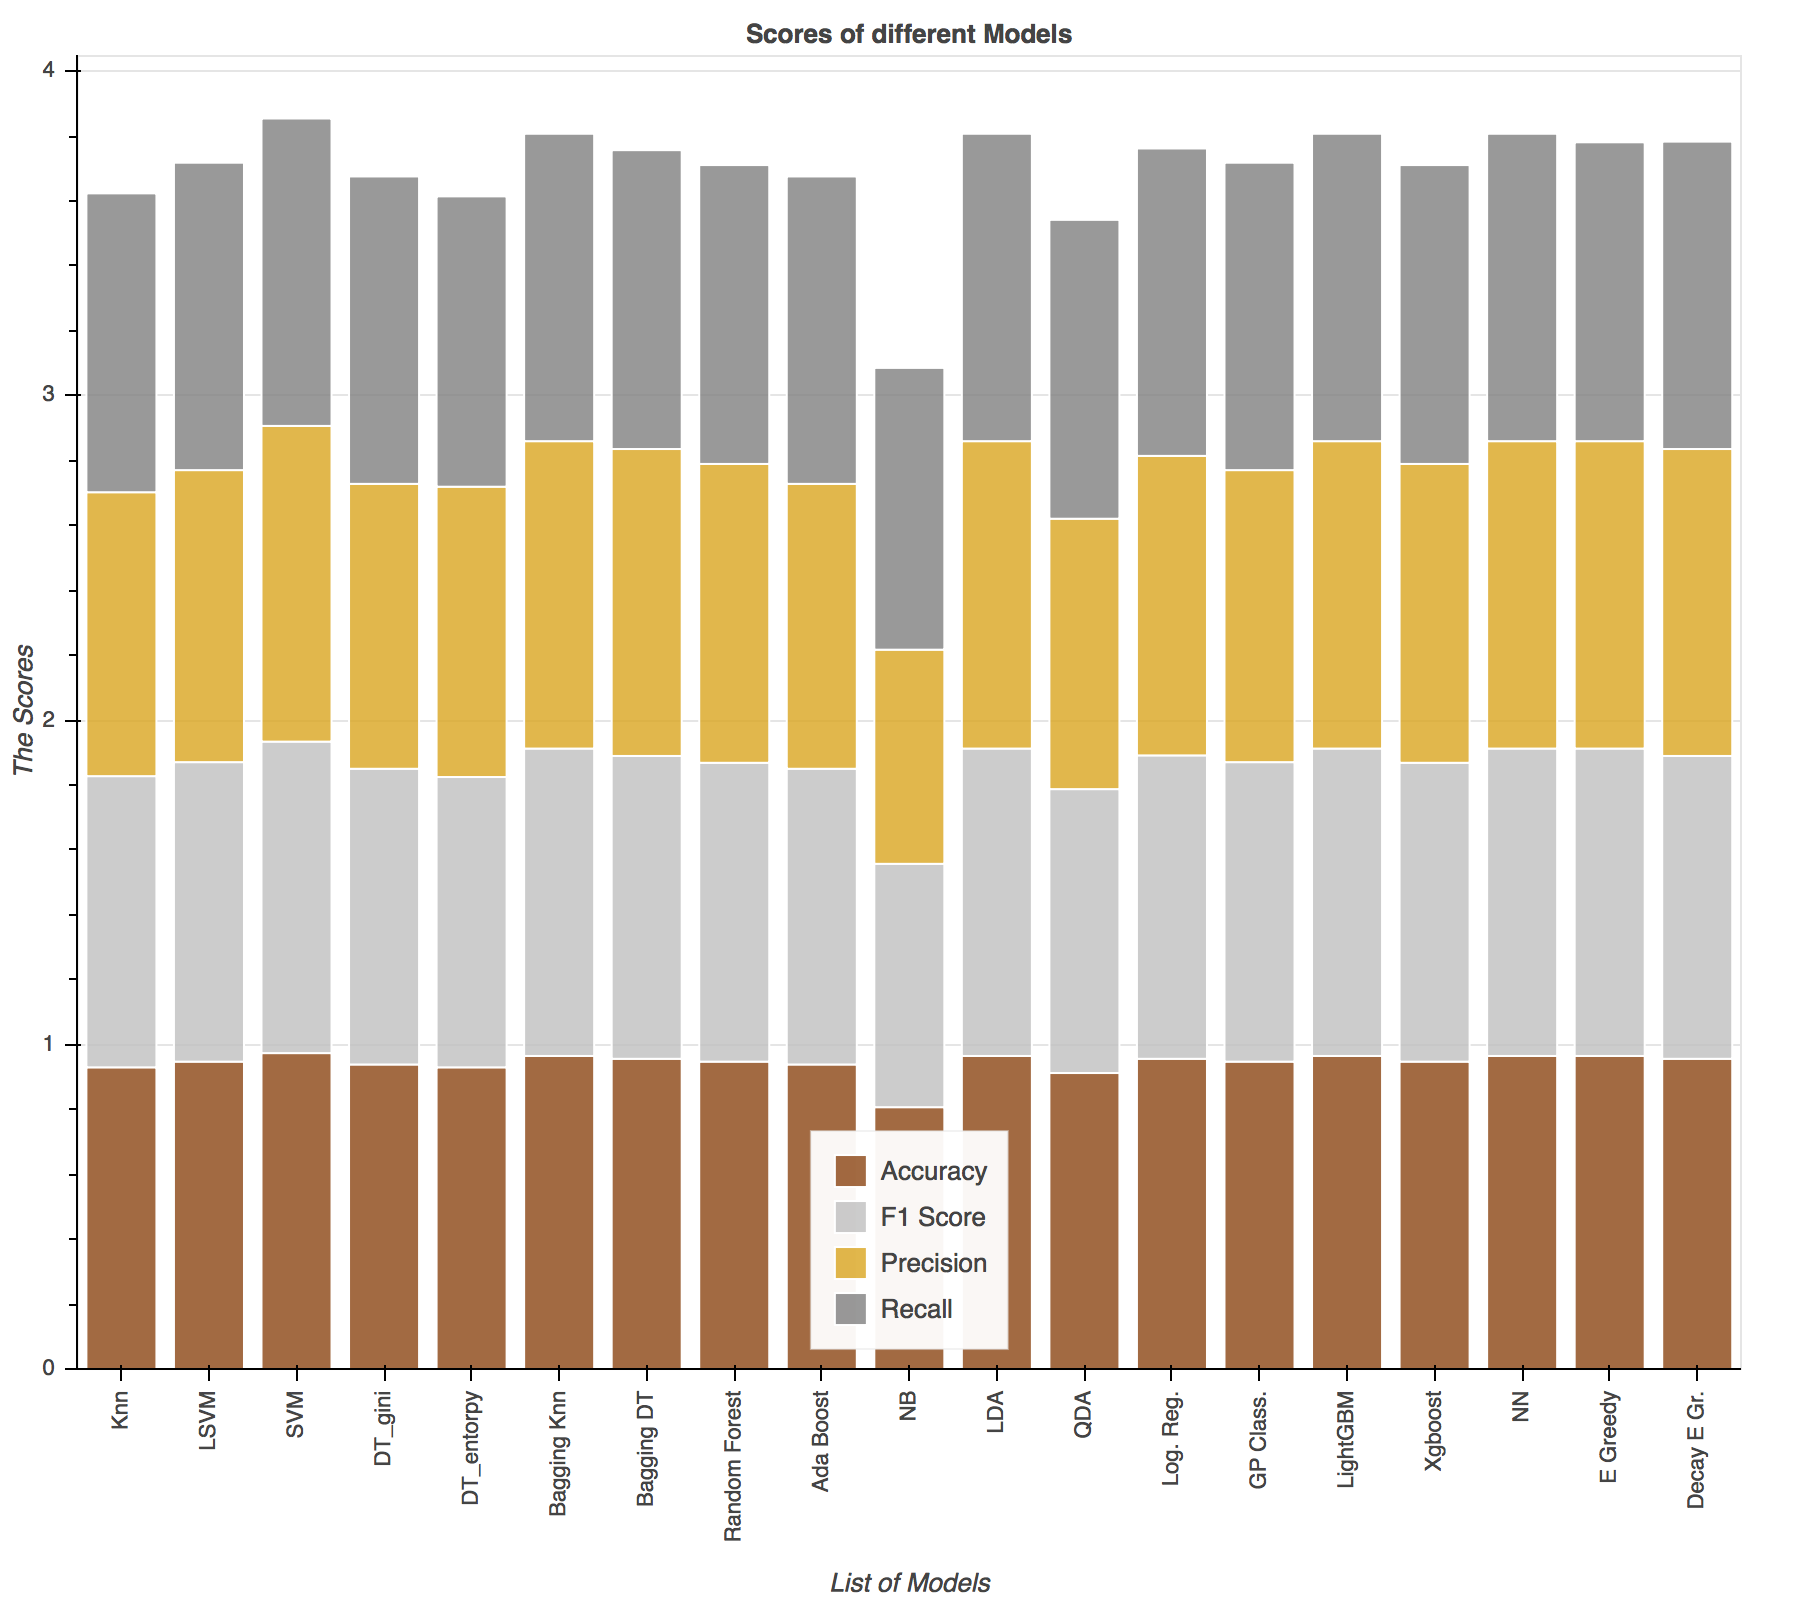 Scores of different Models
The Scores
4
3
2
1
0
Accuracy
F1 Score
Precision
Recall
Knn
LSVM
SVM
DT_gini
DT_entorpy
Bagging Knn
Bagging DT
Random Forest
Ada Boost
NB
LDA
QDA
Log. Reg.
GP Class.
LightGBM
Xgboost
NN
E Greedy
Decay E Gr.
List of Models